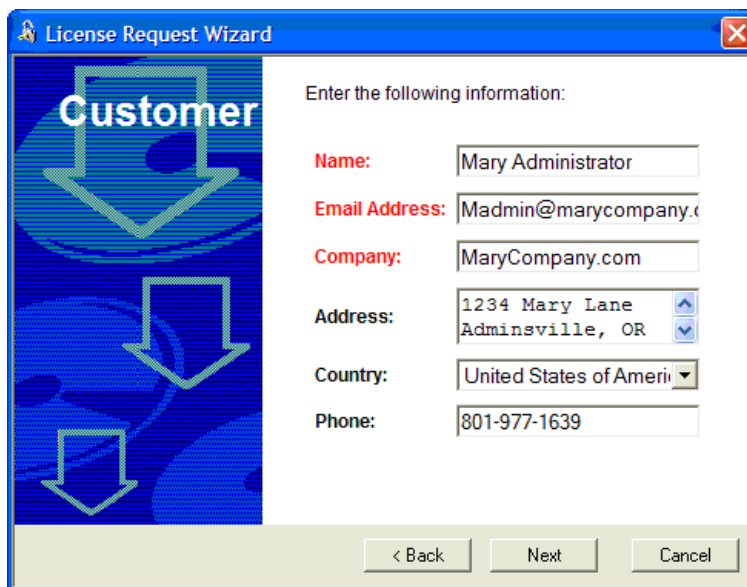 License Request Wizard
Customer
Enter the following information:
Name: Mary Administrator
Email Address: Madmin@marycompany.
Company: MaryCompany.com
Address: 1234 Mary Lane
Adminsville, OR
Country: United States of Ameri
Phone: 801-977-1639
< Back Next Cancel